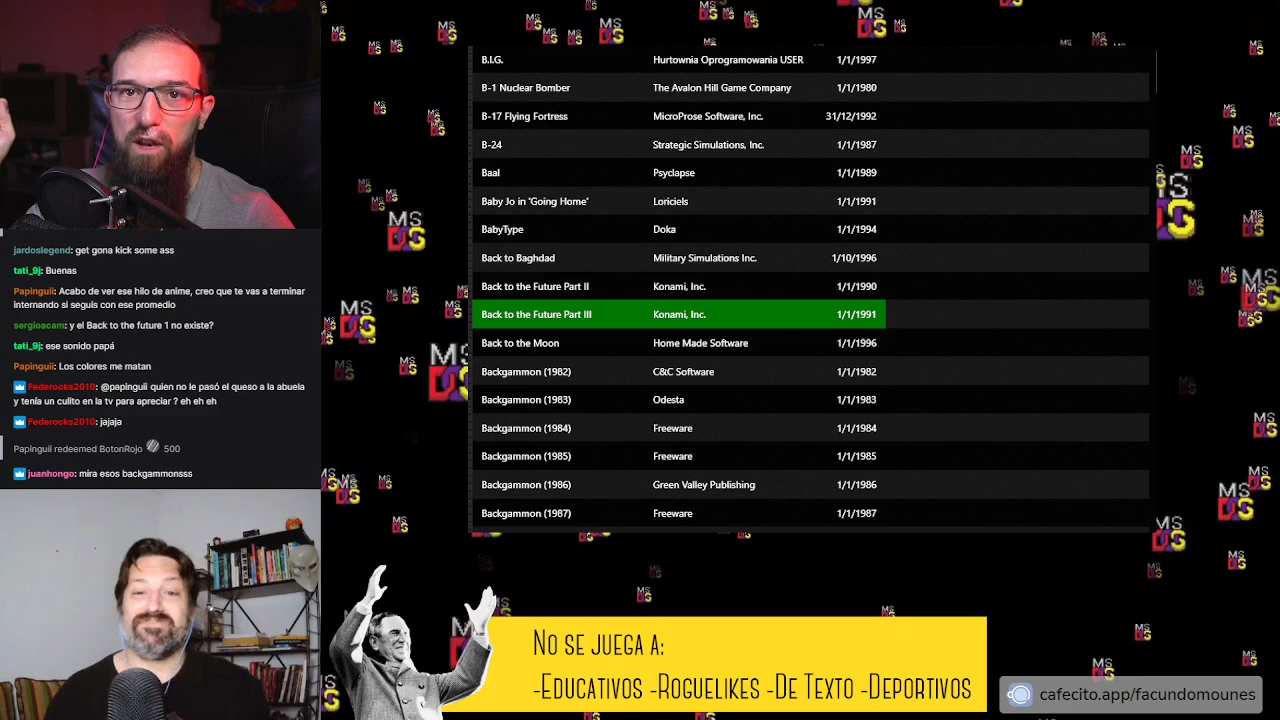 B.I.G. Hurtownia Oprogramowania USER 1/1/1997
B-1 Nuclear Bomber The Avalon Hill Game Company 1/1/1980
B-17 Flying Fortress MicroProse Software, Inc. 31/12/1992
B-24 Strategic Simulations, Inc. 1/1/1987
Baal Psyclapse 1/1/1989
Baby Jo in 'Going Home' Loriciels 1/1/1991
BabyType Doka 1/1/1994
Back to Baghdad Military Simulations Inc. 1/10/1996
Back to the Future Part II Konami, Inc. 1/1/1990
Back to the Future Part III Konami, Inc. 1/1/1991
Back to the Moon Home Made Software 1/1/1996
Backgammon (1982) C&C Software 1/1/1982
Backgammon (1983) Odesta 1/1/1983
Backgammon (1984) Freeware 1/1/1984
Backgammon (1985) Freeware 1/1/1985
Backgammon (1986) Green Valley Publishing 1/1/1986
Backgammon (1987) Freeware 1/1/1987
jardoslegend: get gona kick some ass
tati_9j: Buenas
Papinguii: Acabo de ver ese hilo de anime, creo que te vas a terminar
internando si seguis con ese promedio
sergioacam: y el Back to the future 1 no existe?
tati_9j: ese sonido papá
Papinguii: Los colores me matan
Federocks2010: @papinguii quien no le pasó el queso a la abuela
y tenía un culito en la tv para apreciar ? eh eh eh
Federocks2010: jajaja
Papinguii redeemed BotonRojo 500
juanhongo: mira esos backgammonsss
MS
DOS
No se juega a:
-Educativos -Roguelikes -De Texto -Deportivos
cafecito.app/facundomounes